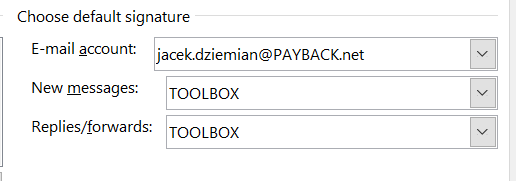 Choose default signature
E-mail account: jacek.dziemian@PAYBACK.net
New messages: TOOLBOX
Replies/forwards: TOOLBOX